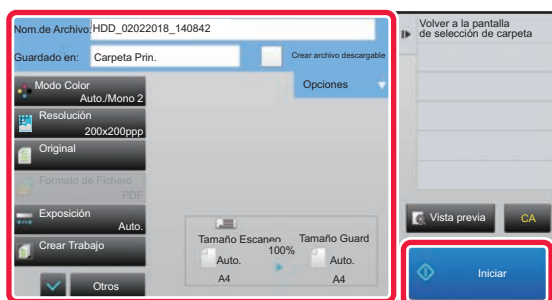 Nom.de Archivo: HDD_02022018_140842
Guardado en: Carpeta Prin.
Crear archivo descargable
Opciones
Modo Color
Auto./Mono 2
Resolución
200x200ppp
Original
Formato de Fichero
PDF
Exposición
Auto.
Crear Trabajo
Otros
Tamaño Escaneo
100%
Tamaño Guard
Auto.
Auto.
A4
A4
Volver a la pantalla
de selección de carpeta
Vista previa
CA
Iniciar